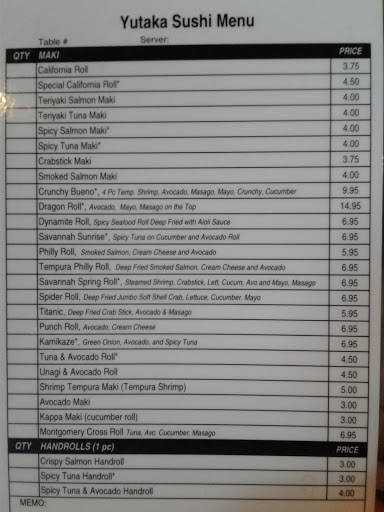 Yutaka Sushi Menu
Table # Server:
QTY MAKI PRICE
California Roll 3.75
Special California Roll* 4.50
Teriyaki Salmon Maki 4.00
Teriyaki Tuna Maki 4.00
Spicy Salmon Maki* 4.00
Spicy Tuna Maki* 4.00
Crabstick Maki 3.75
Smoked Salmon Maki 4.00
Crunchy Bueno*, 4 Pc Temp. Shrimp, Avocado, Masago, Mayo, Crunchy, Cucumber 9.95
Dragon Roll*, Avocado, Mayo, Masago on the Top 14.95
Dynamite Roll, Spicy Seafood Roll Deep Fried with Aioli Sauce 6.95
Savannah Sunrise*, Spicy Tuna on Cucumber and Avocado Roll 6.95
Philly Roll, Smoked Salmon, Cream Cheese and Avocado 5.95
Tempura Philly Roll, Deep Fried Smoked Salmon, Cream Cheese and Avocado 6.95
Savannah Spring Roll*, Steamed Shrimp, Crabstick, Lett, Cucum, Avo and Mayo, Masago 6.95
Spider Roll, Deep Fried Jumbo Soft Shell Crab, Lettuce, Cucumber, Mayo 6.95
Titanic, Deep Fried Crab Stick, Avocado & Masago 5.95
Punch Roll, Avocado, Cream Cheese 6.95
Kamikaze*, Green Onion, Avocado, and Spicy Tuna 6.95
Tuna & Avocado Roll* 4.50
Unagi & Avocado Roll 4.50
Shrimp Tempura Maki (Tempura Shrimp) 5.00
Avocado Maki 3.00
Kappa Maki (cucumber roll) 3.00
Montgomery Cross Roll Tuna, Avc. Cucumber, Masago 6.95
QTY HANDROLLS (1 pc) PRICE
Crispy Salmon Handroll 3.00
Spicy Tuna Handroll* 3.00
Spicy Tuna & Avocado Handroll 4.00
MEMO: